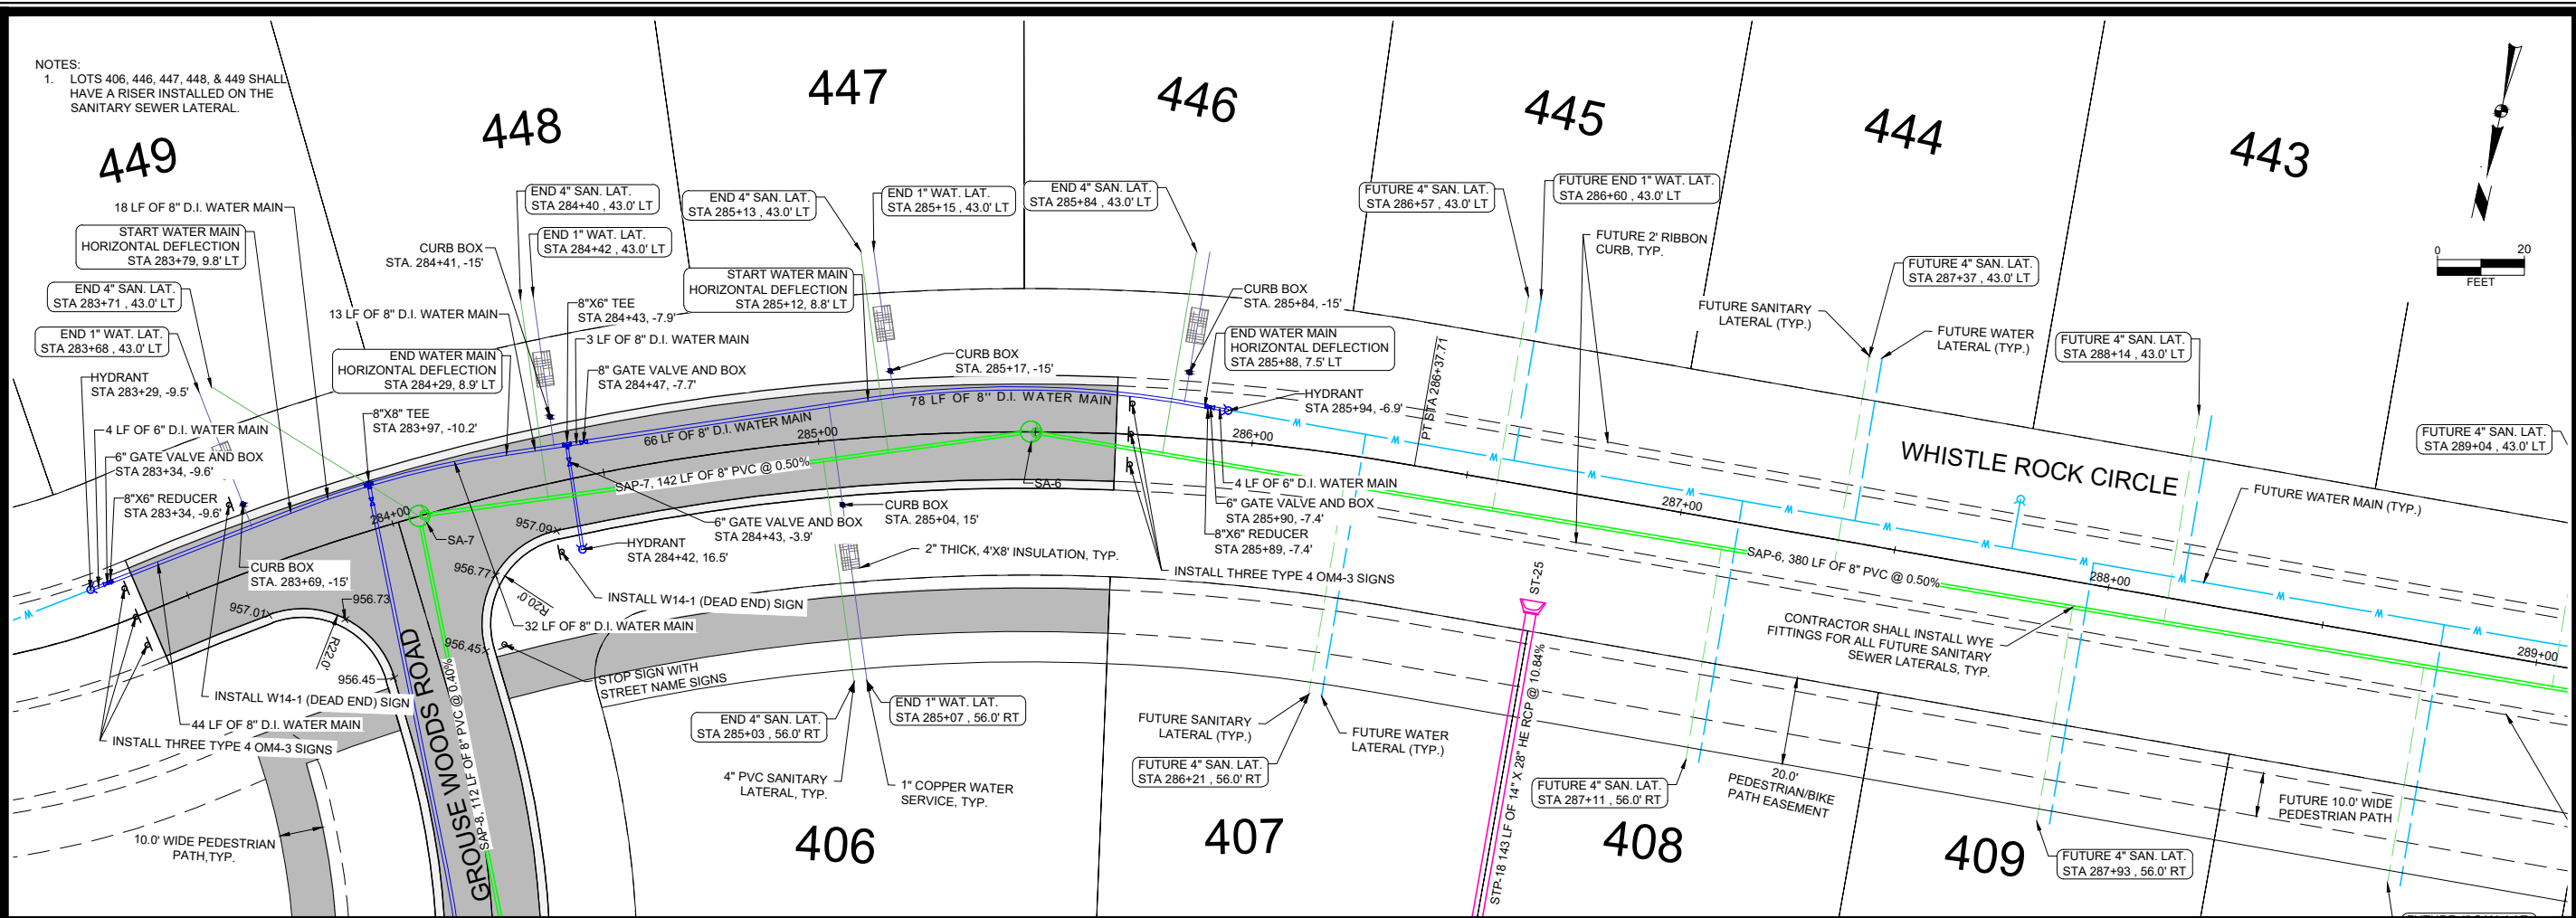 NOTES:
1. LOTS 406, 446, 447, 448, & 449 SHALL
HAVE A RISER INSTALLED ON THE
SANITARY SEWER LATERAL.
449
448
447
446
445
444
443
18 LF OF 8" D.I. WATER MAIN
START WATER MAIN
HORIZONTAL DEFLECTION
STA 283+79, 9.8' LT
END 4" SAN. LAT.
STA 283+71 , 43.0' LT
END 1" WAT. LAT.
STA 283+68 , 43.0' LT
HYDRANT
STA 283+29, -9.5'
4 LF OF 6" D.I. WATER MAIN
6" GATE VALVE AND BOX
STA 283+34, -9.6'
8"X6" REDUCER
STA 283+34, -9.6'
CURB BOX
STA. 284+41, -15'
13 LF OF 8" D.I. WATER MAIN
END WATER MAIN
HORIZONTAL DEFLECTION
STA 284+29, 8.9' LT
8"X8" TEE
STA 283+97, -10.2'
END 4" SAN. LAT.
STA 284+40 , 43.0' LT
END 1" WAT. LAT.
STA 284+42 , 43.0' LT
8"X6" TEE
STA 284+43, -7.9'
3 LF OF 8" D.I. WATER MAIN
8" GATE VALVE AND BOX
STA 284+47, -7.7'
END 4" SAN. LAT.
STA 285+13 , 43.0' LT
START WATER MAIN
HORIZONTAL DEFLECTION
STA 285+12, 8.8' LT
END 1" WAT. LAT.
STA 285+15 , 43.0' LT
CURB BOX
STA. 285+17, -15'
END 4" SAN. LAT.
STA 285+84 , 43.0' LT
CURB BOX
STA. 285+84, -15'
END WATER MAIN
HORIZONTAL DEFLECTION
STA 285+88, 7.5' LT
HYDRANT
STA 285+94, -6.9'
FUTURE 4" SAN. LAT.
STA 286+57 , 43.0' LT
FUTURE END 1" WAT. LAT.
STA 286+60 , 43.0' LT
FUTURE 2' RIBBON
CURB, TYP.
FUTURE SANITARY
LATERAL (TYP.)
FUTURE 4" SAN. LAT.
STA 287+37 , 43.0' LT
FUTURE WATER
LATERAL (TYP.)
FUTURE 4" SAN. LAT.
STA 288+14 , 43.0' LT
FUTURE 4" SAN. LAT.
STA 289+04 , 43.0' LT
0 20
FEET
PT STA 286+37.71
WHISTLE ROCK CIRCLE
FUTURE WATER MAIN (TYP.)
66 LF OF 8" D.I. WATER MAIN
78 LF OF 8" D.I. WATER MAIN
284+00
285+00
286+00
287+00
288+00
289+00
W
W
W
W
W
W
W
W
W
W
W
W
W
SAP-7, 142 LF OF 8" PVC @ 0.50%
SA-6
SA-7
SAP-6, 380 LF OF 8" PVC @ 0.50%
4 LF OF 6" D.I. WATER MAIN
6" GATE VALVE AND BOX
STA 285+90, -7.4'
8"X6" REDUCER
STA 285+89, -7.4'
6" GATE VALVE AND BOX
STA 284+43, -3.9'
CURB BOX
STA. 285+04, 15'
HYDRANT
STA 284+42, 16.5'
2" THICK, 4'X8' INSULATION, TYP.
INSTALL THREE TYPE 4 OM4-3 SIGNS
INSTALL W14-1 (DEAD END) SIGN
32 LF OF 8" D.I. WATER MAIN
STOP SIGN WITH
STREET NAME SIGNS
CURB BOX
STA. 283+69, -15'
957.09
956.77
R20.0'
956.45
957.01
956.73
R22.0'
956.45
INSTALL W14-1 (DEAD END) SIGN
44 LF OF 8" D.I. WATER MAIN
INSTALL THREE TYPE 4 OM4-3 SIGNS
GROUSE WOODS ROAD
SAP-8, 112 LF OF 8" PVC @ 0.40%
10.0' WIDE PEDESTRIAN
PATH,TYP.
END 4" SAN. LAT.
STA 285+03 , 56.0' RT
END 1" WAT. LAT.
STA 285+07 , 56.0' RT
4" PVC SANITARY
LATERAL, TYP.
1" COPPER WATER
SERVICE, TYP.
406
407
408
409
FUTURE SANITARY
LATERAL (TYP.)
FUTURE WATER
LATERAL (TYP.)
FUTURE 4" SAN. LAT.
STA 286+21 , 56.0' RT
ST-25
STP-18 143 LF OF 14" X 28" HE RCP @ 10.84%
FUTURE 4" SAN. LAT.
STA 287+11 , 56.0' RT
20.0'
PEDESTRIAN/BIKE
PATH EASEMENT
CONTRACTOR SHALL INSTALL WYE
FITTINGS FOR ALL FUTURE SANITARY
SEWER LATERALS, TYP.
FUTURE 10.0' WIDE
PEDESTRIAN PATH
FUTURE 4" SAN. LAT.
STA 287+93 , 56.0' RT